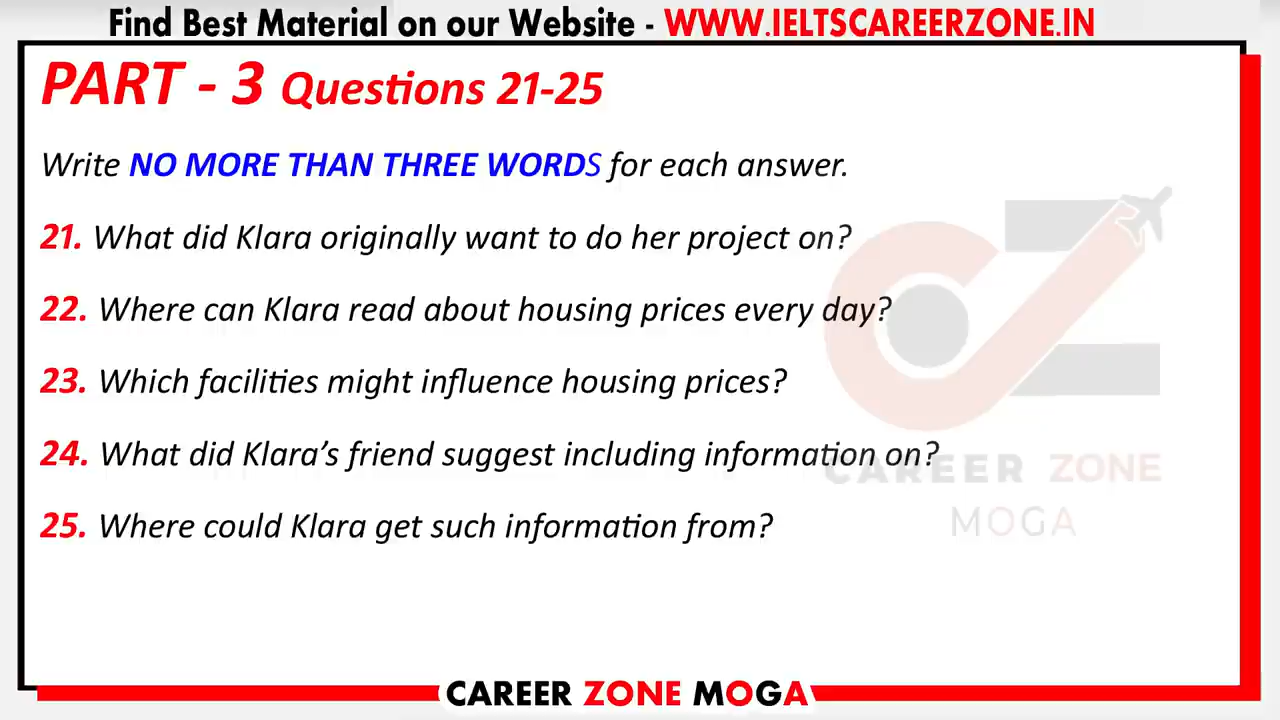 Find Best Material on our Website - WWW.IELTSCAREERZONE.IN
PART - 3 Questions 21-25
Write NO MORE THAN THREE WORDS for each answer.
21. What did Klara originally want to do her project on?
22. Where can Klara read about housing prices every day?
23. Which facilities might influence housing prices?
24. What did Klara's friend suggest including information on?
CAREER ZONE
MOGA
25. Where could Klara get such information from?
CAREER ZONE MOGA